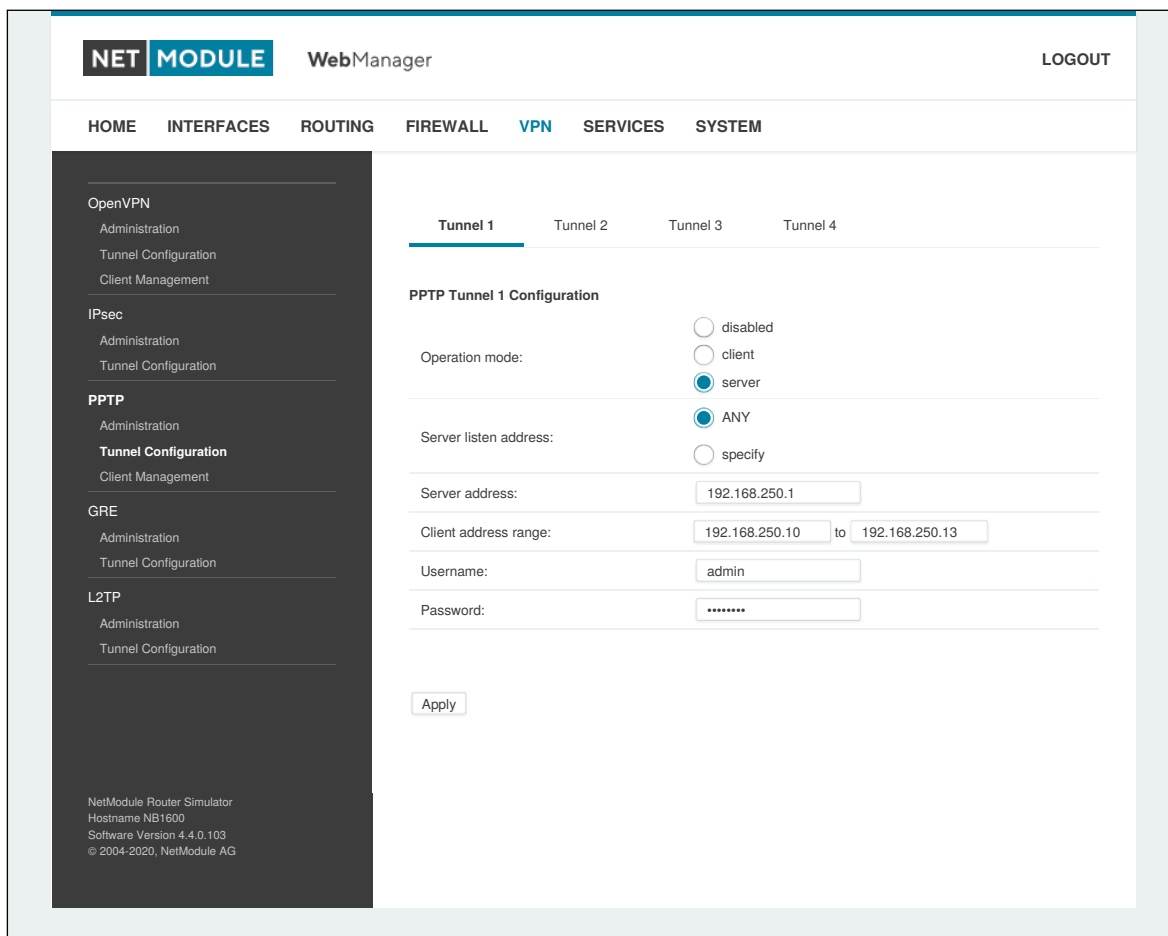 NET MODULE WebManager LOGOUT
HOME INTERFACES ROUTING FIREWALL VPN SERVICES SYSTEM
OpenVPN
Administration
Tunnel Configuration
Client Management
IPsec
Administration
Tunnel Configuration
PPTP
Administration
Tunnel Configuration
Client Management
GRE
Administration
Tunnel Configuration
L2TP
Administration
Tunnel Configuration
NetModule Router Simulator
Hostname NB1600
Software Version 4.4.0.103
© 2004-2020, NetModule AG
Tunnel 1 Tunnel 2 Tunnel 3 Tunnel 4
PPTP Tunnel 1 Configuration
Operation mode:
disabled
client
server
Server listen address:
ANY
specify
Server address: 192.168.250.1
Client address range: 192.168.250.10 to 192.168.250.13
Username: admin
Password: ••••••••
Apply